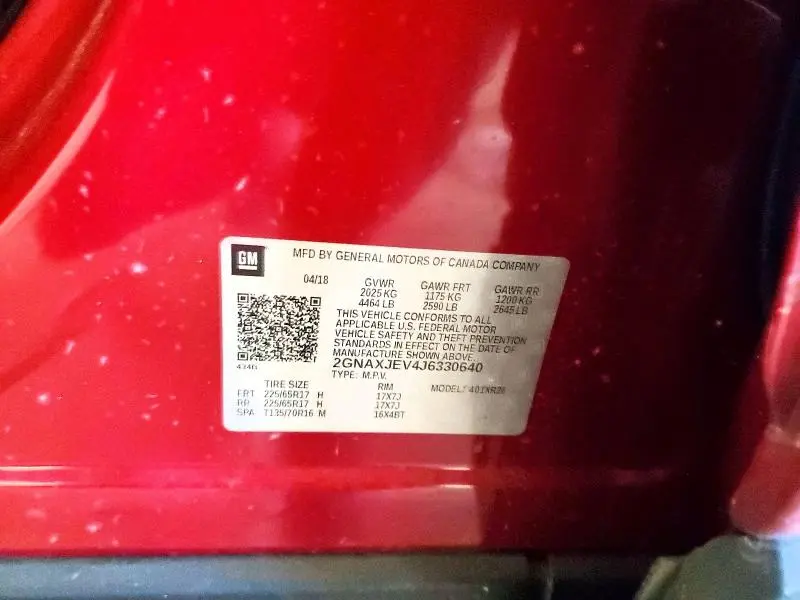 GM
MFD BY GENERAL MOTORS OF CANADA COMPANY
04/18 GVWR GAWR FRT GAWR RR
2025 KG 1175 KG 1200 KG
4464 LB 2590 LB 2645 LB
THIS VEHICLE CONFORMS TO ALL
APPLICABLE U.S. FEDERAL MOTOR
VEHICLE SAFETY AND THEFT PREVENTION
STANDARDS IN EFFECT ON THE DATE OF
MANUFACTURE SHOWN ABOVE.
2GNAXJEV4J6330640
TYPE: M.P.V.
TIRE SIZE RIM MODEL:
FRT 225/65R17 H 17X7J
RR 225/65R17 H 17X7J
SPA T135/70R16 M 16X4BT